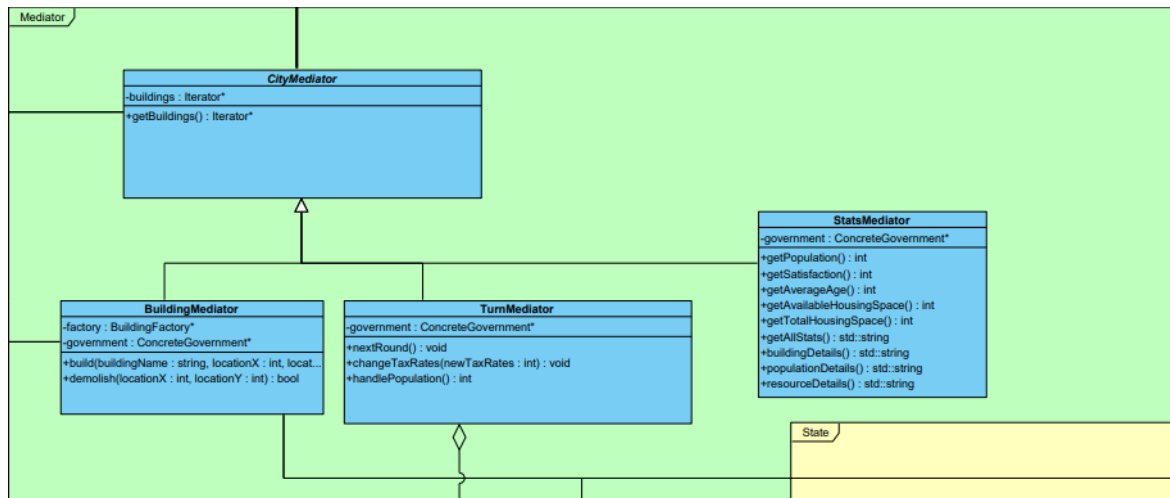 Mediator
CityMediator
-buildings : Iterator*
+getBuildings() : Iterator*
StatsMediator
-government : ConcreteGovernment*
+getPopulation() : int
+getSatisfaction() : int
+getAverageAge() : int
+getAvailableHousingSpace() : int
+getTotalHousingSpace() : int
+getAllStats() : std::string
+buildingDetails() : std::string
+populationDetails() : std::string
+resourceDetails() : std::string
BuildingMediator
-factory : BuildingFactory*
-government : ConcreteGovernment*
+build(buildingName : string, locationX : int, locat...
+demolish(locationX : int, locationY : int) : bool
TurnMediator
-government : ConcreteGovernment*
+nextRound() : void
+changeTaxRates(newTaxRates : int) : void
+handlePopulation() : int
State